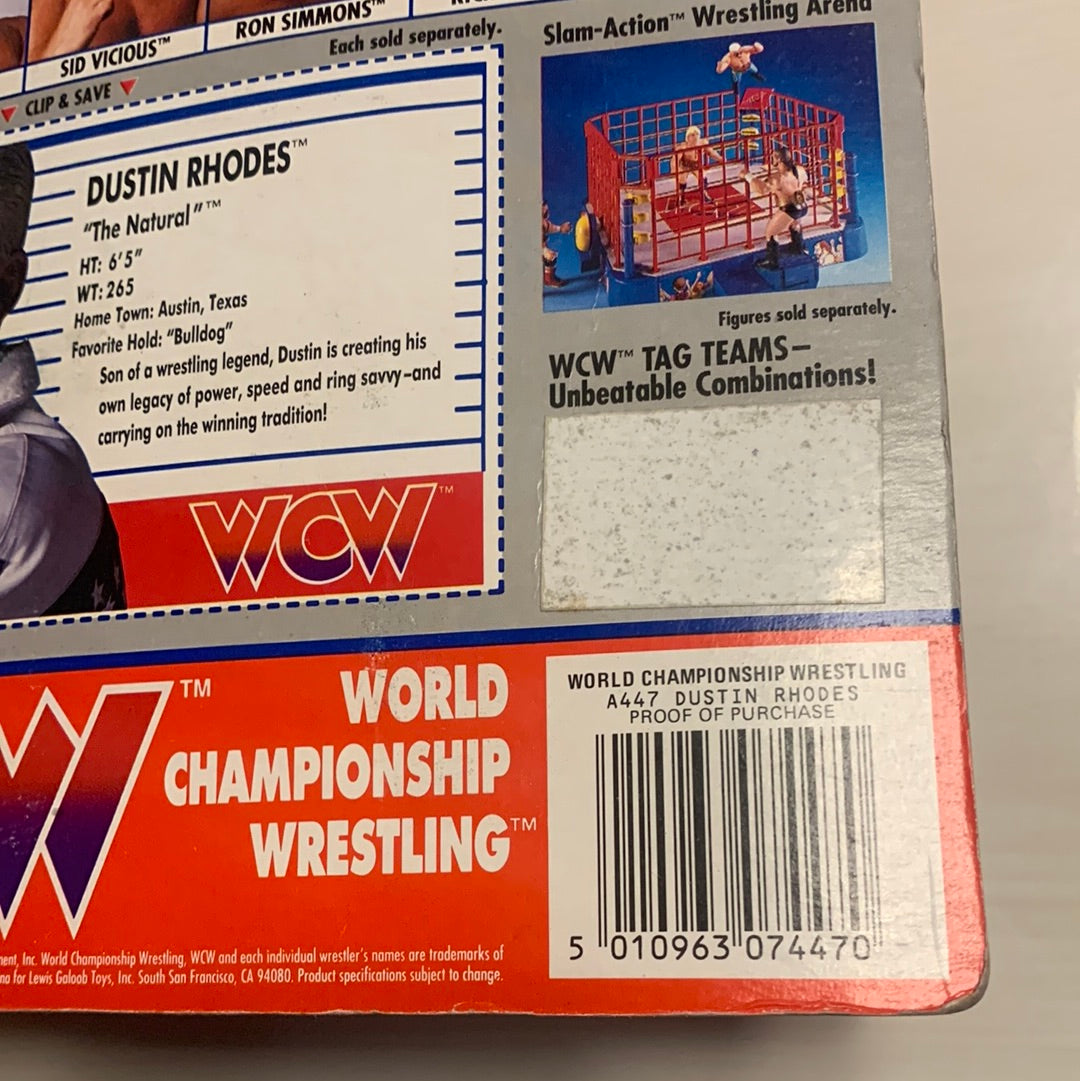 SID VICIOUS™
RON SIMMONS™
Each sold separately.
CLIP & SAVE
DUSTIN RHODES™
"The Natural"™
HT: 6'5"
WT: 265
Home Town: Austin, Texas
Favorite Hold: "Bulldog"
Son of a wrestling legend, Dustin is creating his
own legacy of power, speed and ring savvy–and
carrying on the winning tradition!
WCW™
Slam-Action™ Wrestling Arena
Figures sold separately.
WCW™ TAG TEAMS–
Unbeatable Combinations!
™
WORLD
CHAMPIONSHIP
WRESTLING™
Inc. World Championship Wrestling, WCW and each individual wrestler's names are trademarks of
for Lewis Galoob Toys, Inc. South San Francisco, CA 94080. Product specifications subject to change.
WORLD CHAMPIONSHIP WRESTLING
A447 DUSTIN RHODES
PROOF OF PURCHASE
5 010963 074470